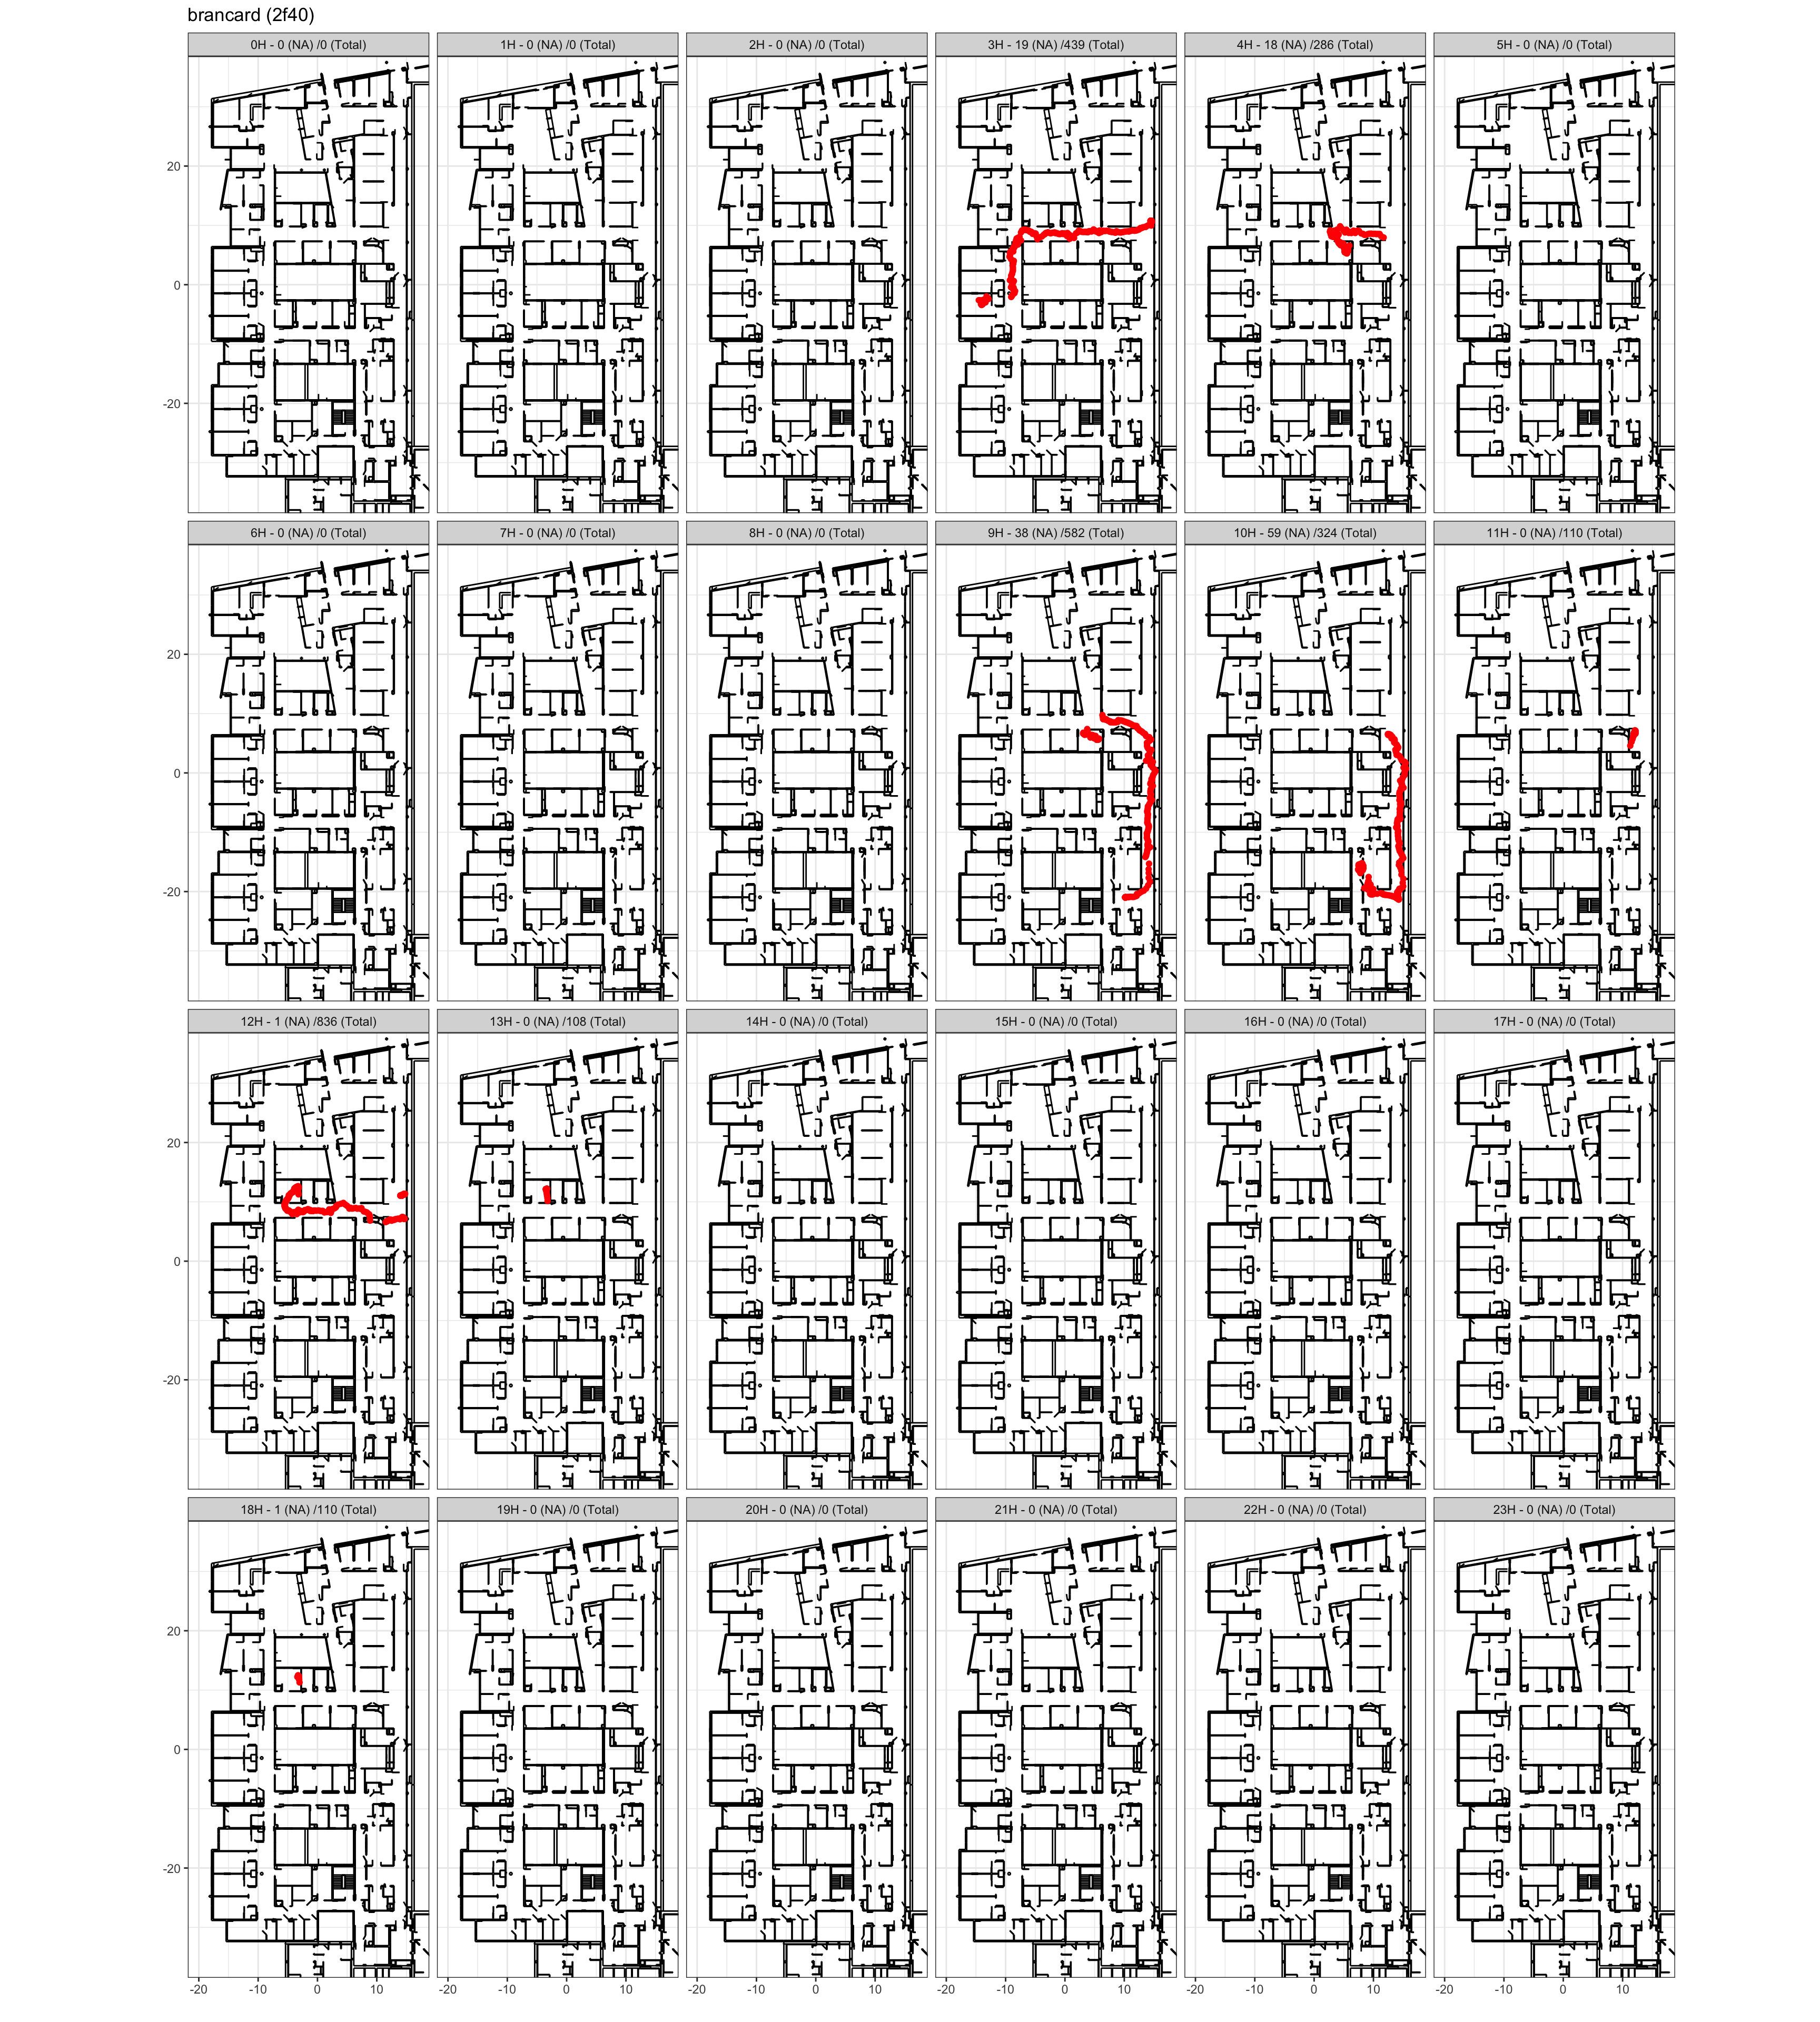 brancard (2f40)
0H - 0 (NA) /0 (Total) 1H - 0 (NA) /0 (Total) 2H - 0 (NA) /0 (Total) 3H - 19 (NA) /439 (Total) 4H - 18 (NA) /286 (Total) 5H - 0 (NA) /0 (Total)
20
0
-20
6H - 0 (NA) /0 (Total) 7H - 0 (NA) /0 (Total) 8H - 0 (NA) /0 (Total) 9H - 38 (NA) /582 (Total) 10H - 59 (NA) /324 (Total) 11H - 0 (NA) /110 (Total)
20
0
-20
12H - 1 (NA) /836 (Total) 13H - 0 (NA) /108 (Total) 14H - 0 (NA) /0 (Total) 15H - 0 (NA) /0 (Total) 16H - 0 (NA) /0 (Total) 17H - 0 (NA) /0 (Total)
20
0
-20
18H - 1 (NA) /110 (Total) 19H - 0 (NA) /0 (Total) 20H - 0 (NA) /0 (Total) 21H - 0 (NA) /0 (Total) 22H - 0 (NA) /0 (Total) 23H - 0 (NA) /0 (Total)
20
0
-20
-20 -10 0 10 -20 -10 0 10 -20 -10 0 10 -20 -10 0 10 -20 -10 0 10 -20 -10 0 10